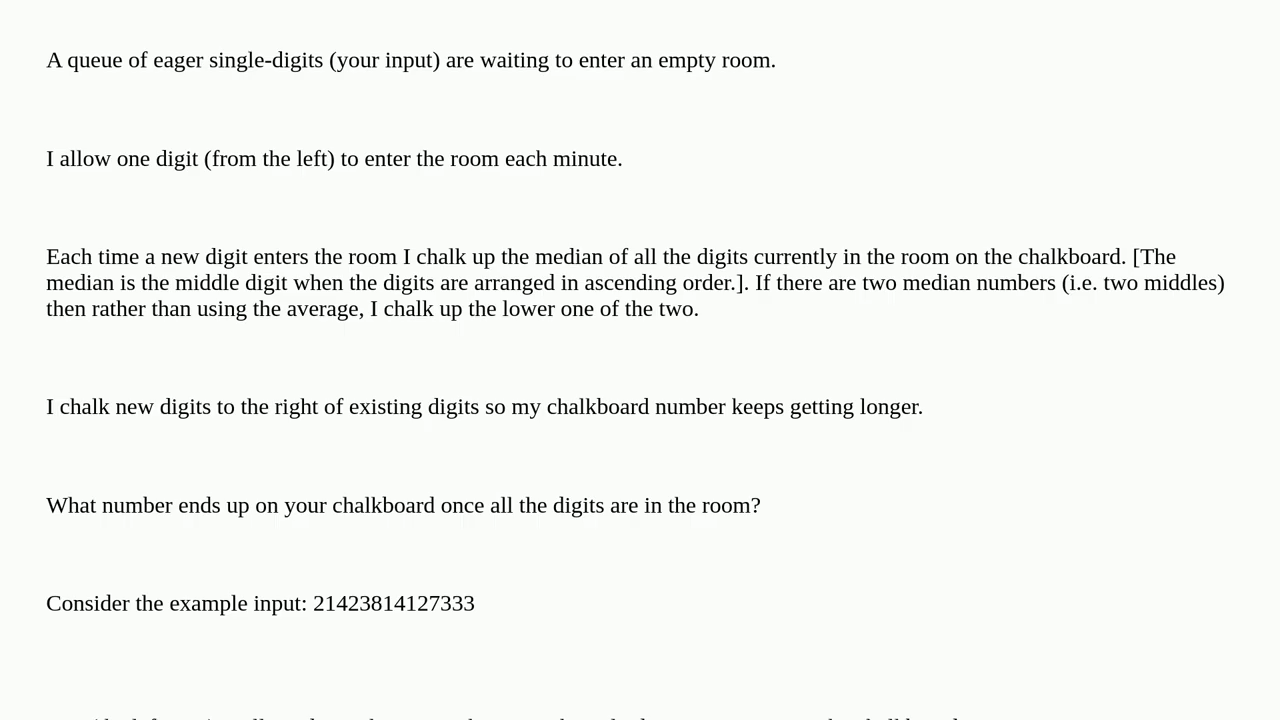 A queue of eager single-digits (your input) are waiting to enter an empty room.
I allow one digit (from the left) to enter the room each minute.
Each time a new digit enters the room I chalk up the median of all the digits currently in the room on the chalkboard. [The
median is the middle digit when the digits are arranged in ascending order.]. If there are two median numbers (i.e. two middles)
then rather than using the average, I chalk up the lower one of the two.
I chalk new digits to the right of existing digits so my chalkboard number keeps getting longer.
What number ends up on your chalkboard once all the digits are in the room?
Consider the example input: 21423814127333